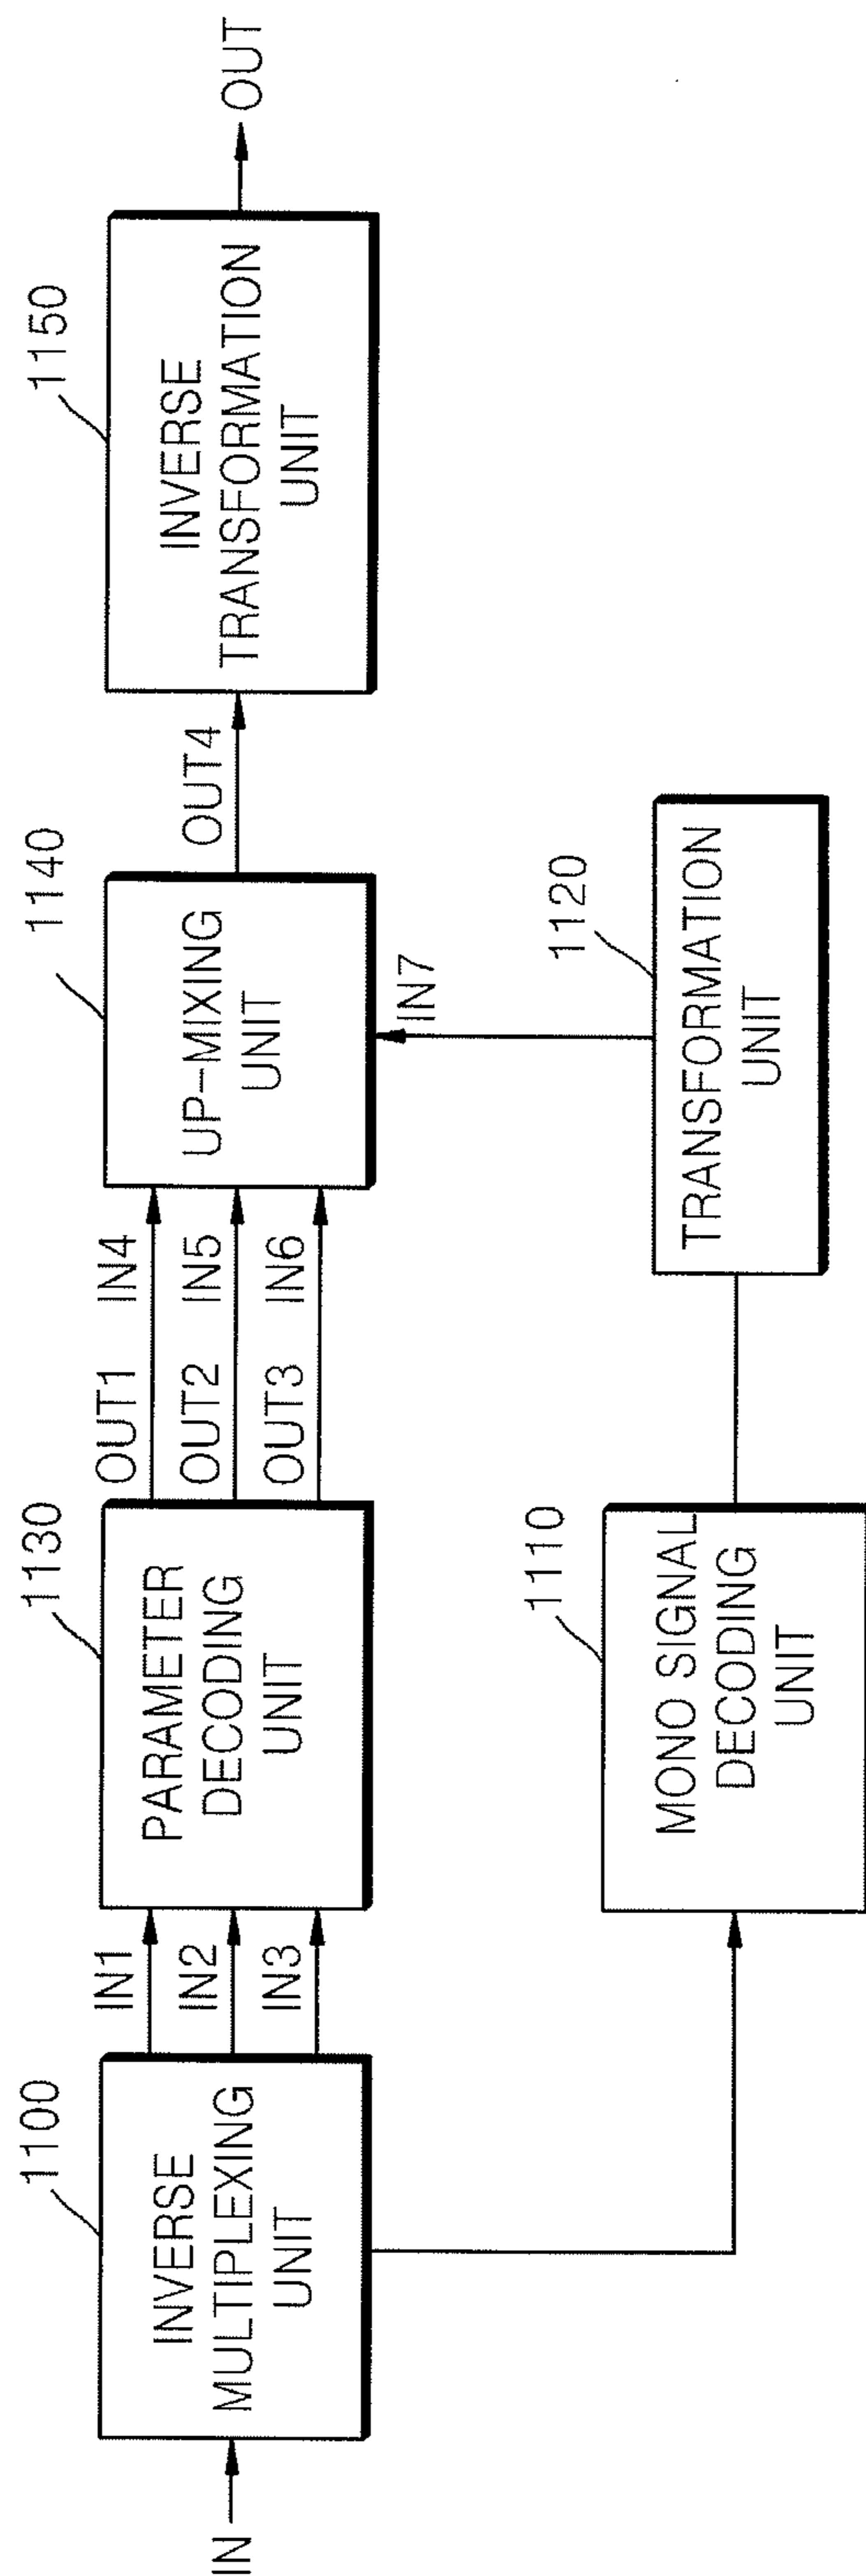 IN
1100
INVERSE
MULTIPLEXING
UNIT
IN1
IN2
IN3
1130
PARAMETER
DECODING
UNIT
OUT1 IN4
OUT2 IN5
OUT3 IN6
1140
UP-MIXING
UNIT
OUT4
1150
INVERSE
TRANSFORMATION
UNIT
OUT
IN7
1110
MONO SIGNAL
DECODING
UNIT
1120
TRANSFORMATION
UNIT